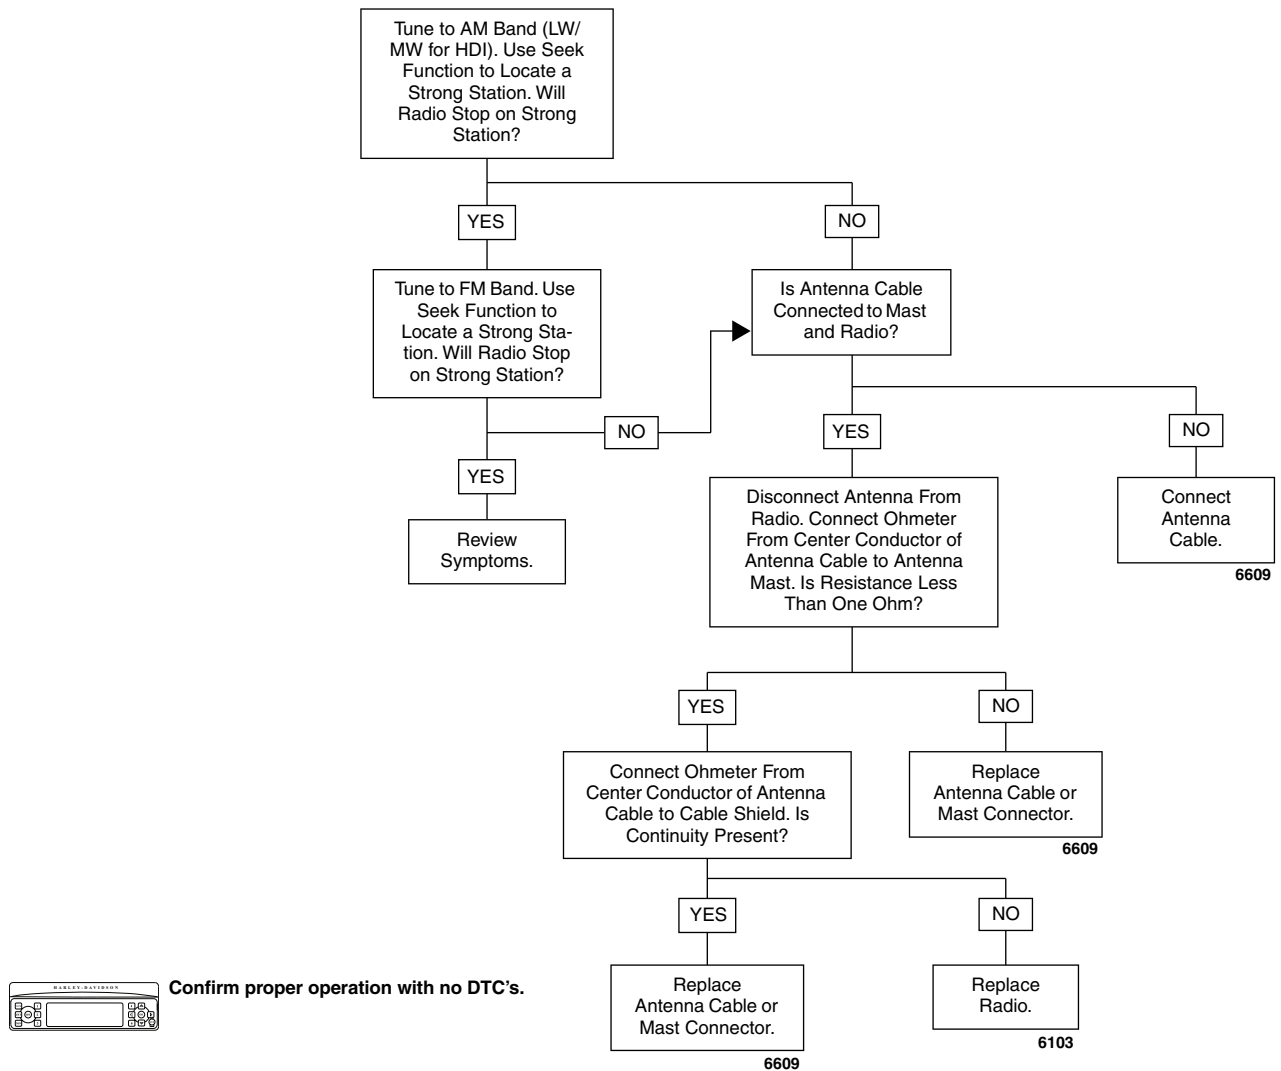 Tune to AM Band (LW/
MW for HDI). Use Seek
Function to Locate a
Strong Station. Will
Radio Stop on Strong
Station?
YES
NO
Tune to FM Band. Use
Seek Function to
Locate a Strong Sta-
tion. Will Radio Stop
on Strong Station?
Is Antenna Cable
Connected to Mast
and Radio?
NO
YES
NO
YES
Review
Symptoms.
Disconnect Antenna From
Radio. Connect Ohmeter
From Center Conductor of
Antenna Cable to Antenna
Mast. Is Resistance Less
Than One Ohm?
Connect
Antenna
Cable.
6609
YES
NO
Connect Ohmeter From
Center Conductor of Antenna
Cable to Cable Shield. Is
Continuity Present?
Replace
Antenna Cable or
Mast Connector.
6609
YES
NO
Replace
Antenna Cable or
Mast Connector.
6609
Replace
Radio.
6103
HARLEY-DAVIDSON
Confirm proper operation with no DTC's.